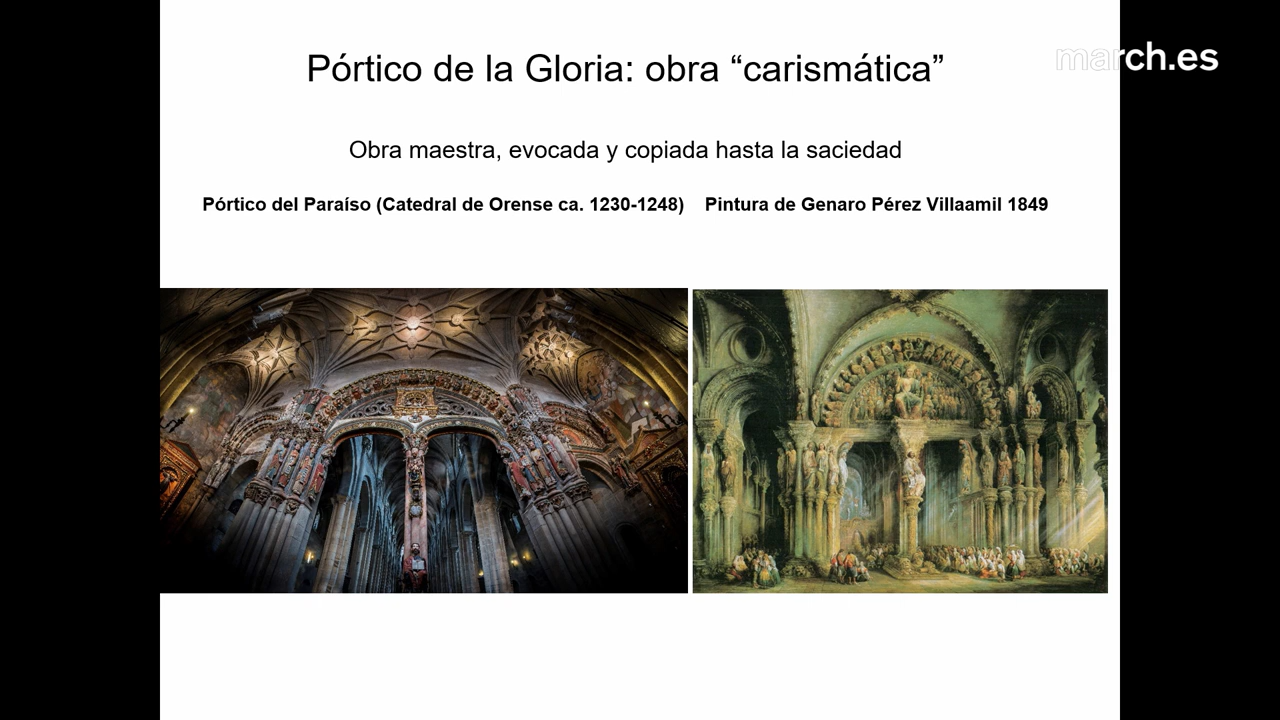 march.es
Pórtico de la Gloria: obra “carismática”
Obra maestra, evocada y copiada hasta la saciedad
Pórtico del Paraíso (Catedral de Orense ca. 1230-1248) Pintura de Genaro Pérez Villaamil 1849